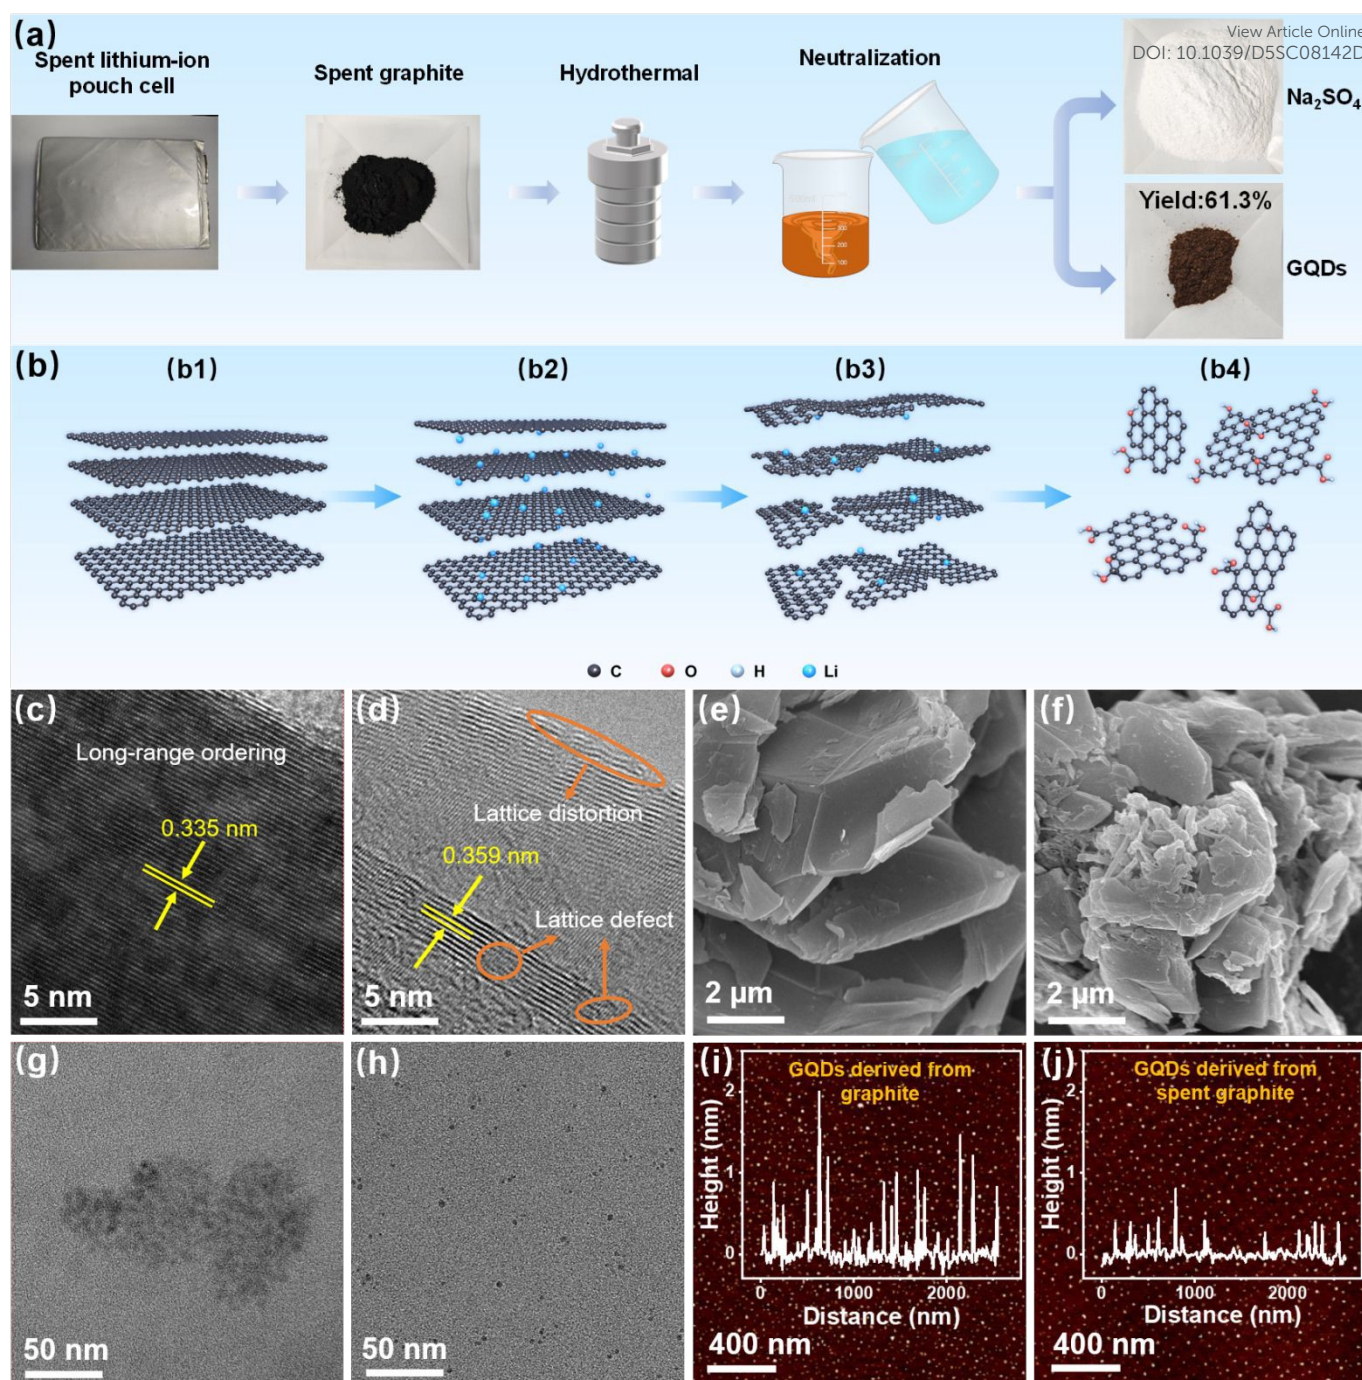 (a)
View Article Online
DOI: 10.1039/D5SC08142D
Spent lithium-ion
pouch cell
Spent graphite
Hydrothermal
Neutralization
Na₂SO₄
Yield:61.3%
GQDs
300
200
100
(b)
(b1)
(b2)
(b3)
(b4)
C
O
H
Li
(c)
Long-range ordering
0.335 nm
5 nm
(d)
Lattice distortion
0.359 nm
Lattice defect
5 nm
(e)
2 μm
(f)
2 μm
(g)
50 nm
(h)
50 nm
(i)
GQDs derived from
graphite
Height (nm)
2
1
0
0
1000
2000
Distance (nm)
400 nm
(j)
GQDs derived from
spent graphite
Height (nm)
2
1
0
0
1000
2000
Distance (nm)
400 nm